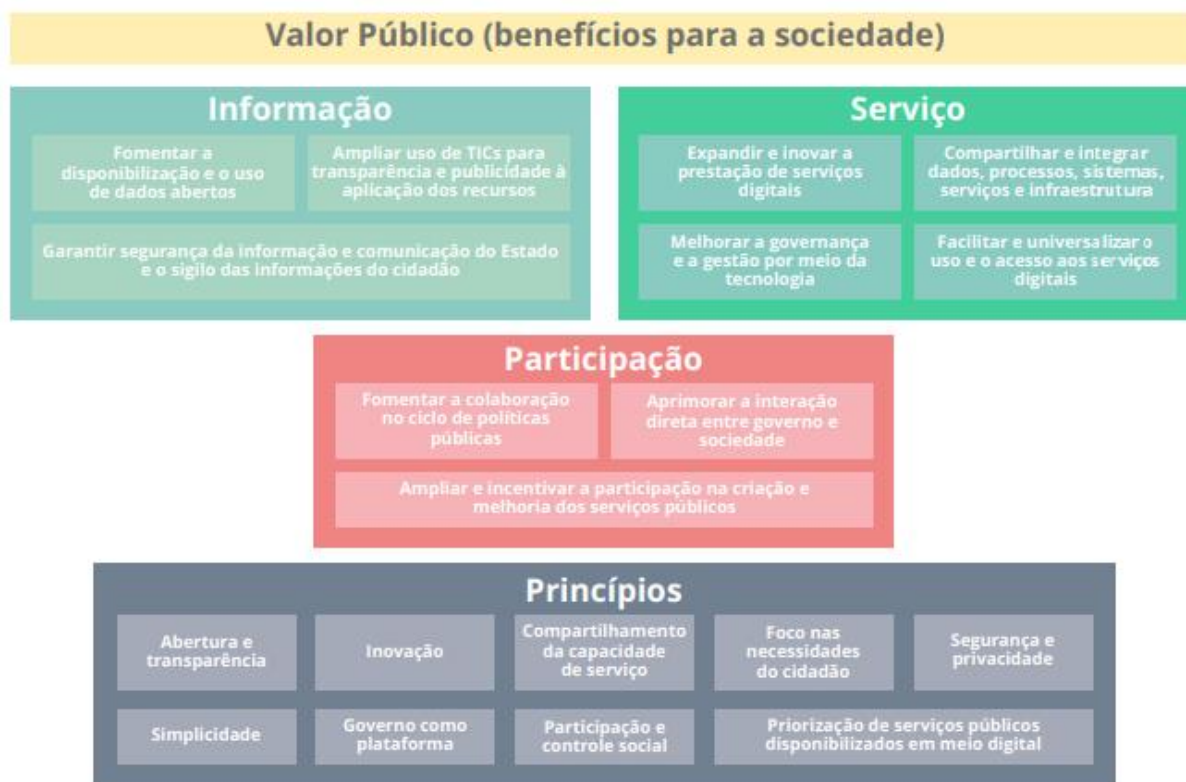 Valor Público (benefícios para a sociedade)
Informação
Fomentar a
disponibilização e o uso
de dados abertos
Ampliar uso de TICs para
transparência e publicidade à
aplicação dos recursos
Garantir segurança da informação e comunicação do Estado
e o sigilo das informações do cidadão
Serviço
Expandir e inovar a
prestação de serviços
digitais
Compartilhar e integrar
dados, processos, sistemas,
serviços e infraestrutura
Melhorar a governança
e a gestão por meio da
tecnologia
Facilitar e universalizar o
uso e o acesso aos serviços
digitais
Participação
Fomentar a colaboração
no ciclo de políticas
públicas
Aprimorar a interação
direta entre governo e
sociedade
Ampliar e incentivar a participação na criação e
melhoria dos serviços públicos
Princípios
Abertura e
transparência
Inovação
Compartilhamento
da capacidade
de serviço
Foco nas
necessidades
do cidadão
Segurança e
privacidade
Simplicidade
Governo como
plataforma
Participação e
controle social
Priorização de serviços públicos
disponibilizados em meio digital